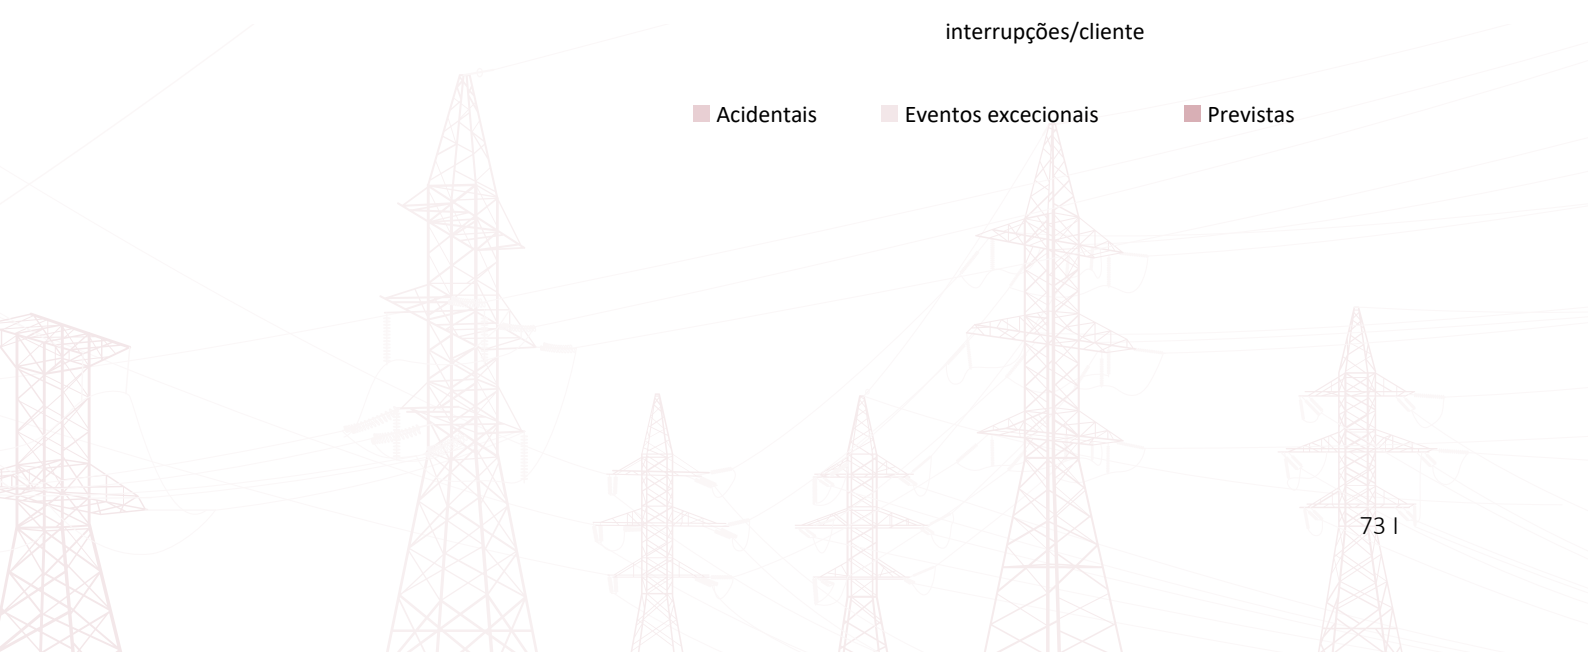 interrupções/cliente
Acidentais Eventos excecionais Previstas
73 I